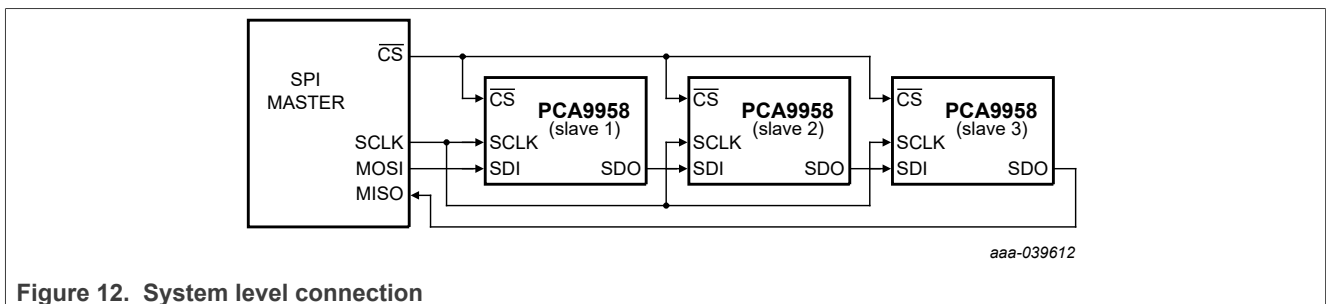 CS
SPI
MASTER
SCLK
MOSI
MISO
CS
PCA9958
(slave 1)
SCLK
SDI
SDO
CS
PCA9958
(slave 2)
SCLK
SDI
SDO
CS
PCA9958
(slave 3)
SCLK
SDI
SDO
aaa-039612
Figure 12. System level connection